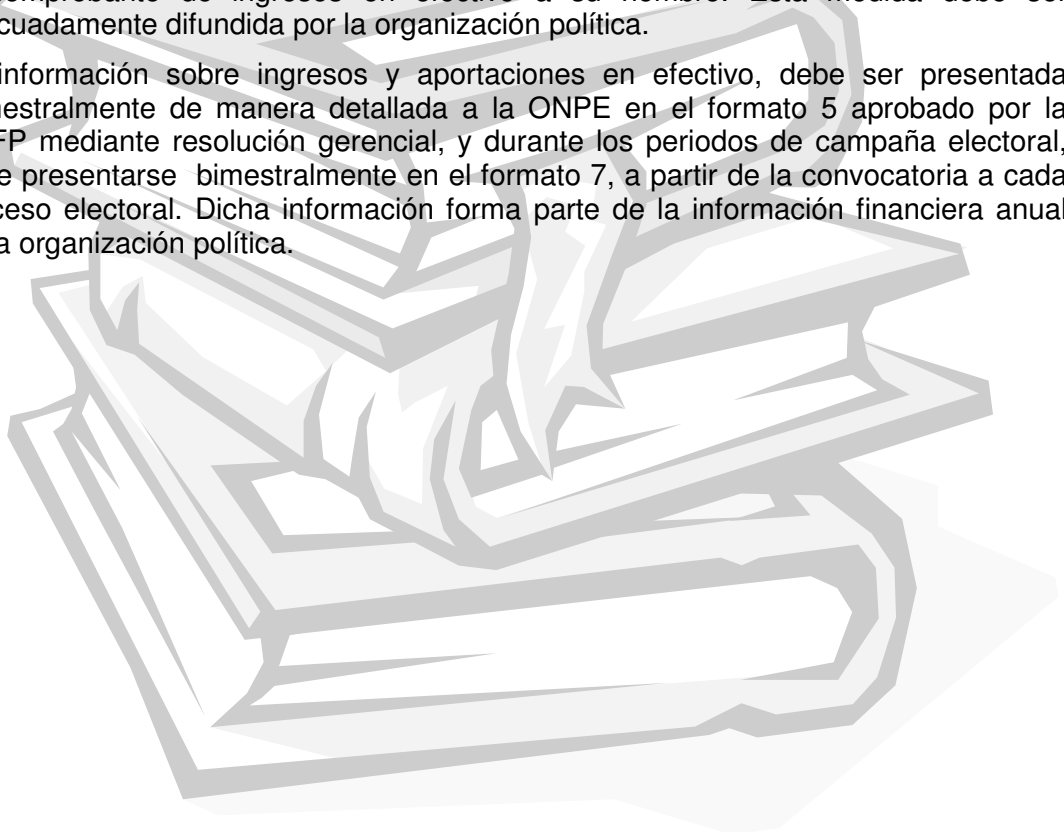 comprobante de ingresos en efectivo a su nombre. Esta medida debe ser
cuadamente difundida por la organización política.
información sobre ingresos y aportaciones en efectivo, debe ser presentada
mestralmente de manera detallada a la ONPE en el formato 5 aprobado por la
FP mediante resolución gerencial, y durante los periodos de campaña electoral,
e presentarse bimestralmente en el formato 7, a partir de la convocatoria a cada
ceso electoral. Dicha información forma parte de la información financiera anual
a organización política.